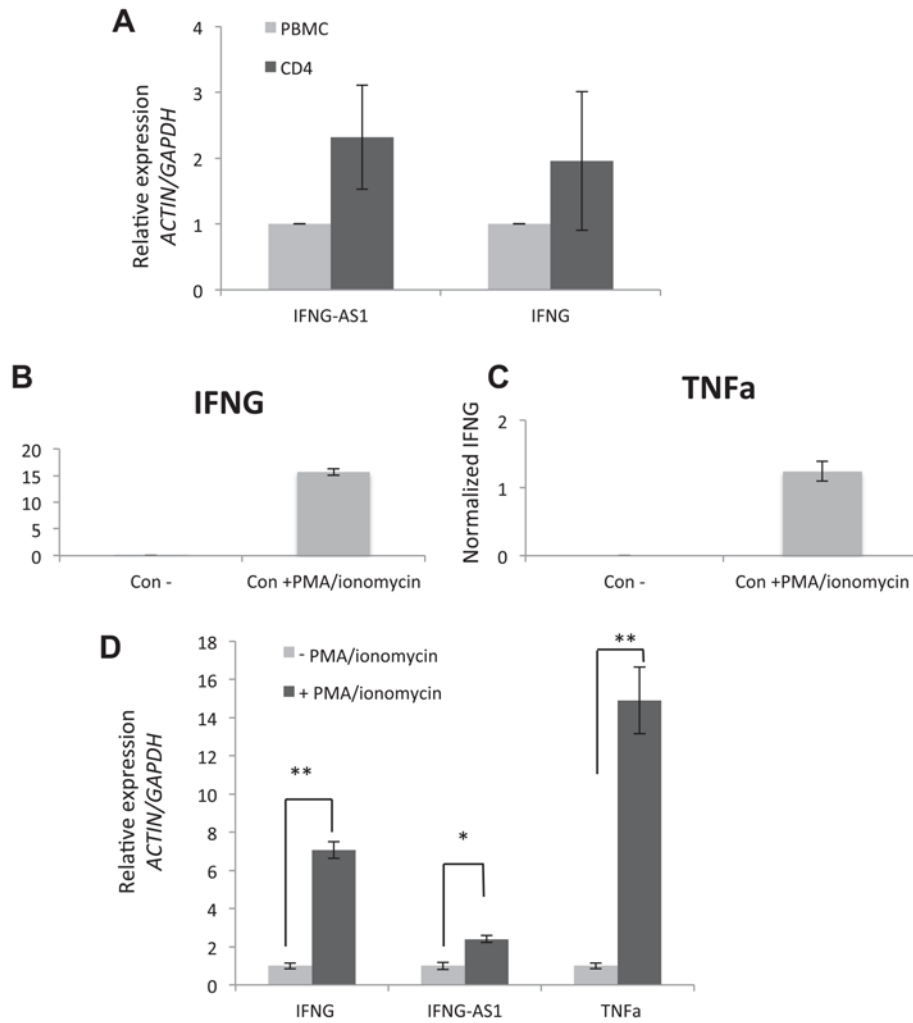 A
PBMC
CD4
Relative expression
ACTIN/GAPDH
4
3
2
1
0
IFNG-AS1
IFNG
B
IFNG
20
15
10
5
0
Con -
Con +PMA/ionomycin
C
TNFa
Normalized IFNG
2
1
0
Con -
Con +PMA/ionomycin
D
- PMA/ionomycin
+ PMA/ionomycin
Relative expression
ACTIN/GAPDH
18
16
14
12
10
8
6
4
2
0
**
*
**
IFNG
IFNG-AS1
TNFa